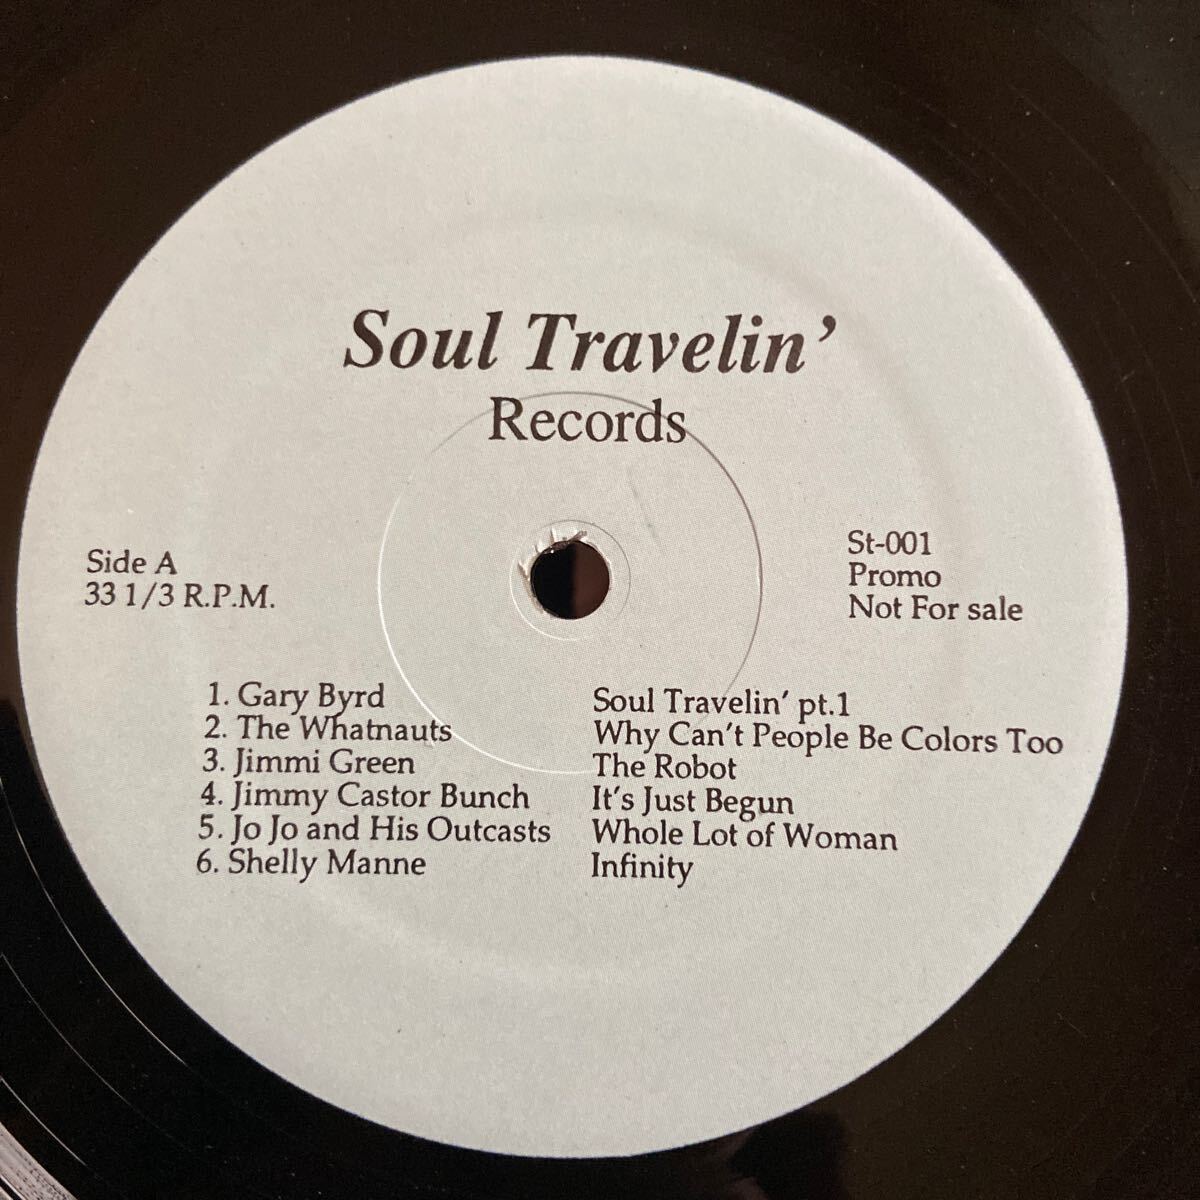 Soul Travelin'
Records
Side A
33 1/3 R.P.M.
St-001
Promo
Not For sale
1. Gary Byrd Soul Travelin' pt.1
2. The Whatnauts Why Can't People Be Colors Too
3. Jimmi Green The Robot
4. Jimmy Castor Bunch It's Just Begun
5. Jo Jo and His Outcasts Whole Lot of Woman
6. Shelly Manne Infinity